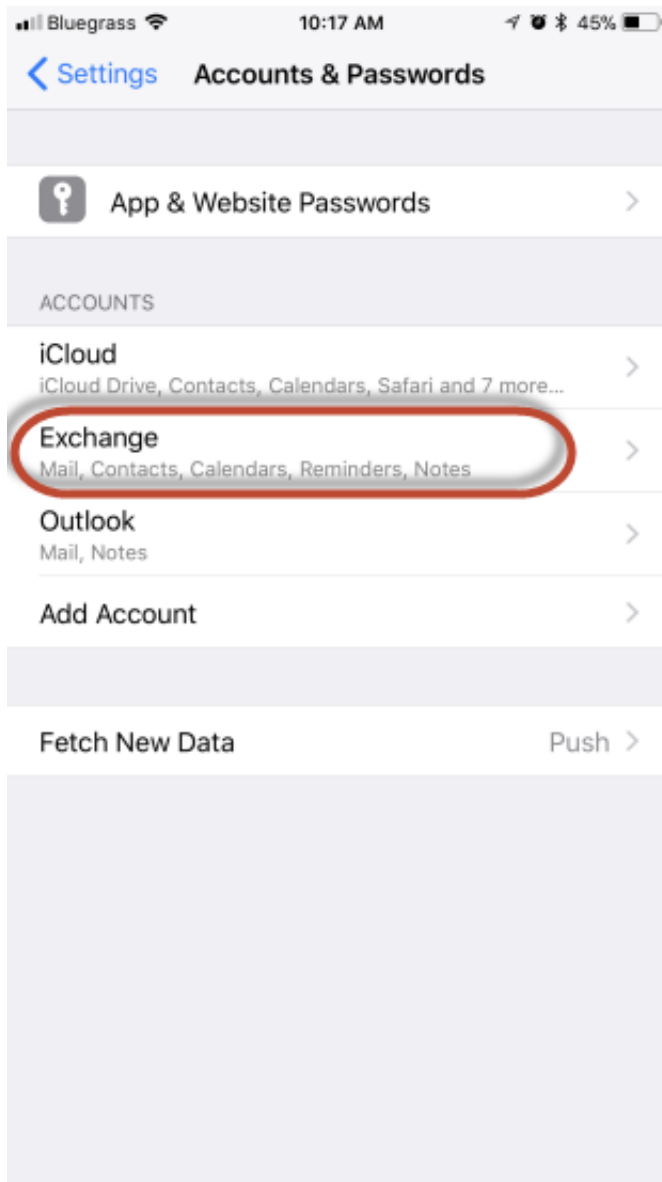 Bluegrass 10:17 AM 45%
Settings Accounts & Passwords
App & Website Passwords
ACCOUNTS
iCloud
iCloud Drive, Contacts, Calendars, Safari and 7 more...
Exchange
Mail, Contacts, Calendars, Reminders, Notes
Outlook
Mail, Notes
Add Account
Fetch New Data Push